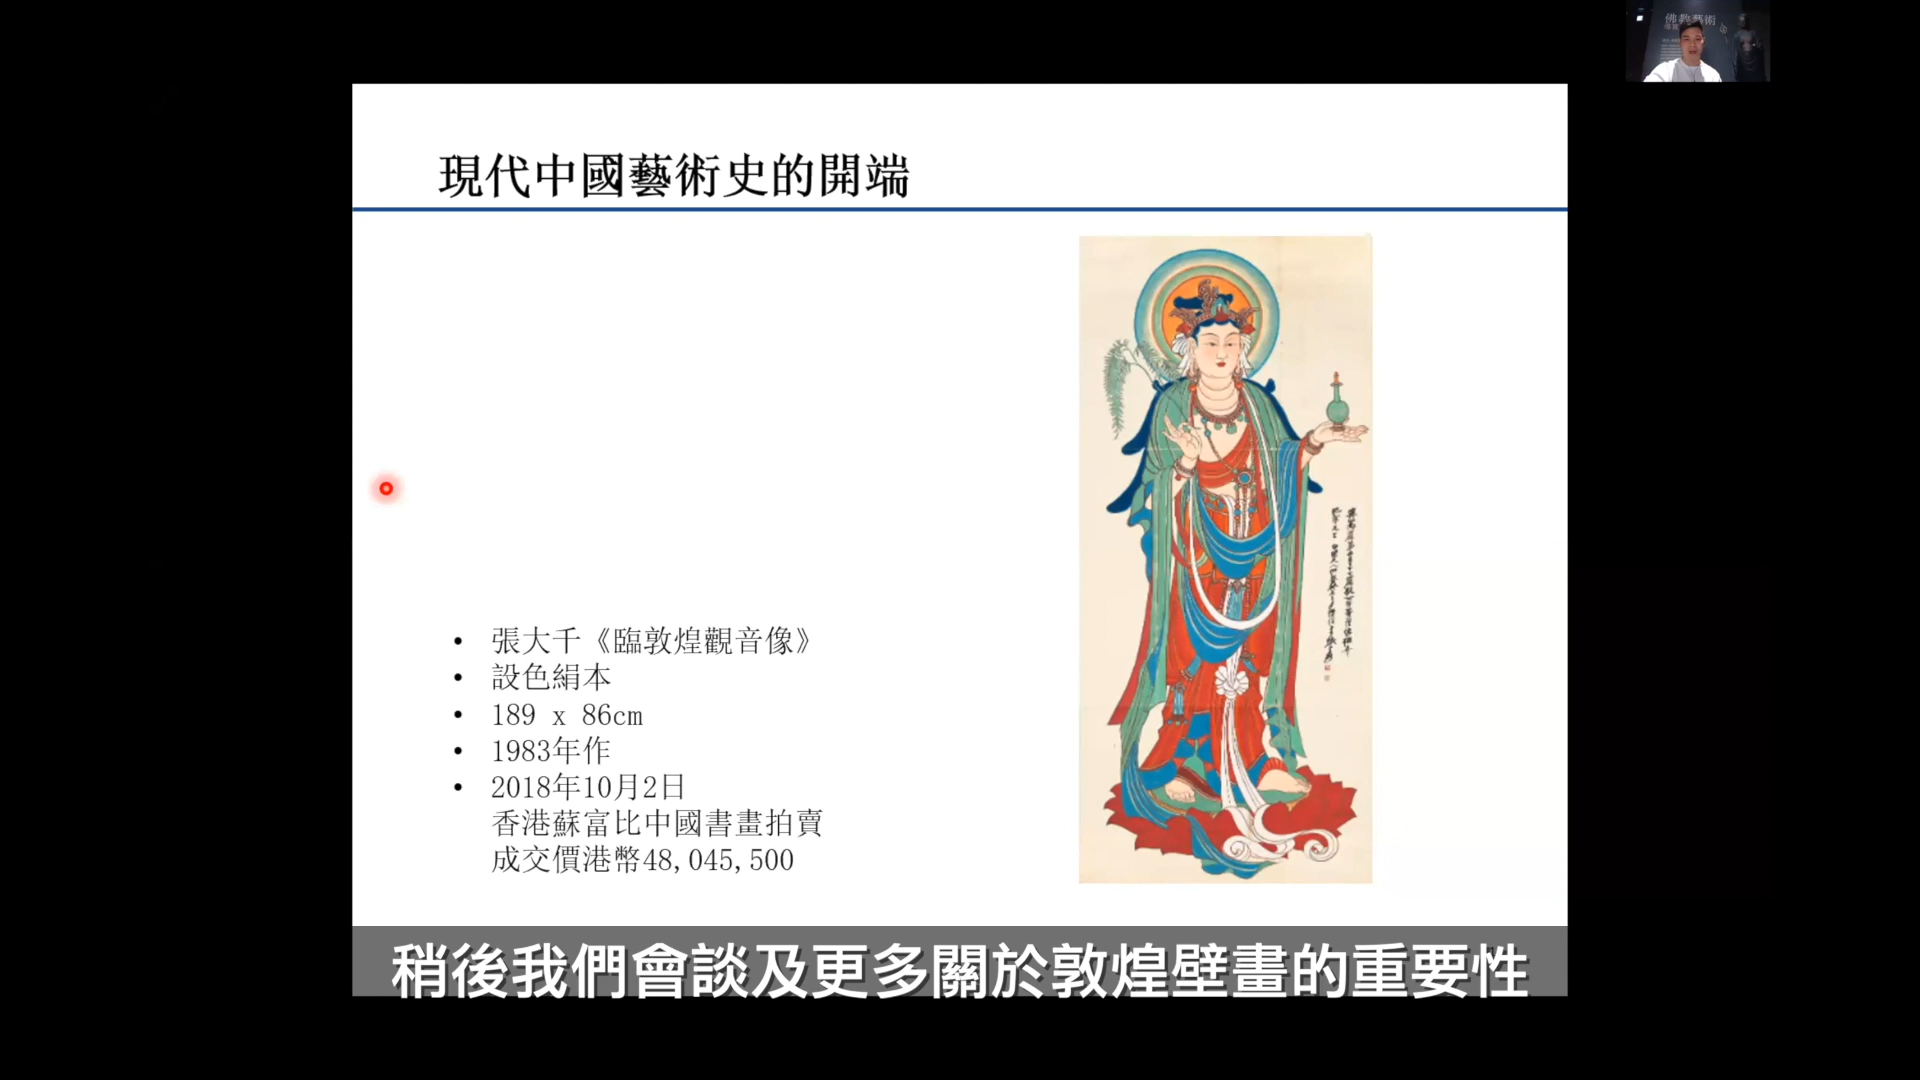 佛教藝術
現代中國藝術史的開端
• 張大千《臨敦煌觀音像》
• 設色絹本
• 189 x 86cm
• 1983年作
• 2018年10月2日
香港蘇富比中國書畫拍賣
成交價港幣48,045,500
稍後我們會談及更多關於敦煌壁畫的重要性